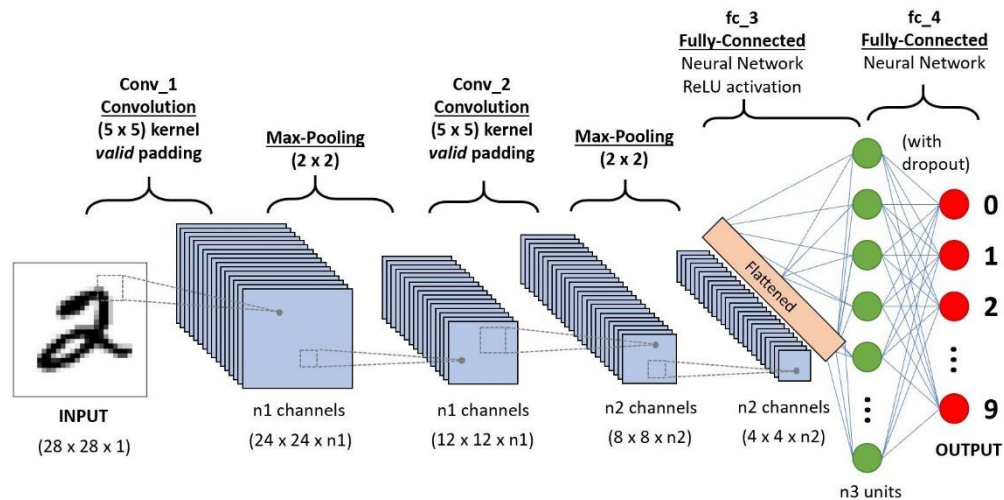 fc_3
Fully-Connected
Neural Network
ReLU activation
fc_4
Fully-Connected
Neural Network
Conv_1
Convolution
(5 x 5) kernel
valid padding
Max-Pooling
(2 x 2)
Conv_2
Convolution
(5 x 5) kernel
valid padding
Max-Pooling
(2 x 2)
(with
dropout)
Flattened
0
1
2
9
OUTPUT
2
INPUT
(28 x 28 x 1)
n1 channels
(24 x 24 x n1)
n1 channels
(12 x 12 x n1)
n2 channels
(8 x 8 x n2)
n2 channels
(4 x 4 x n2)
n3 units